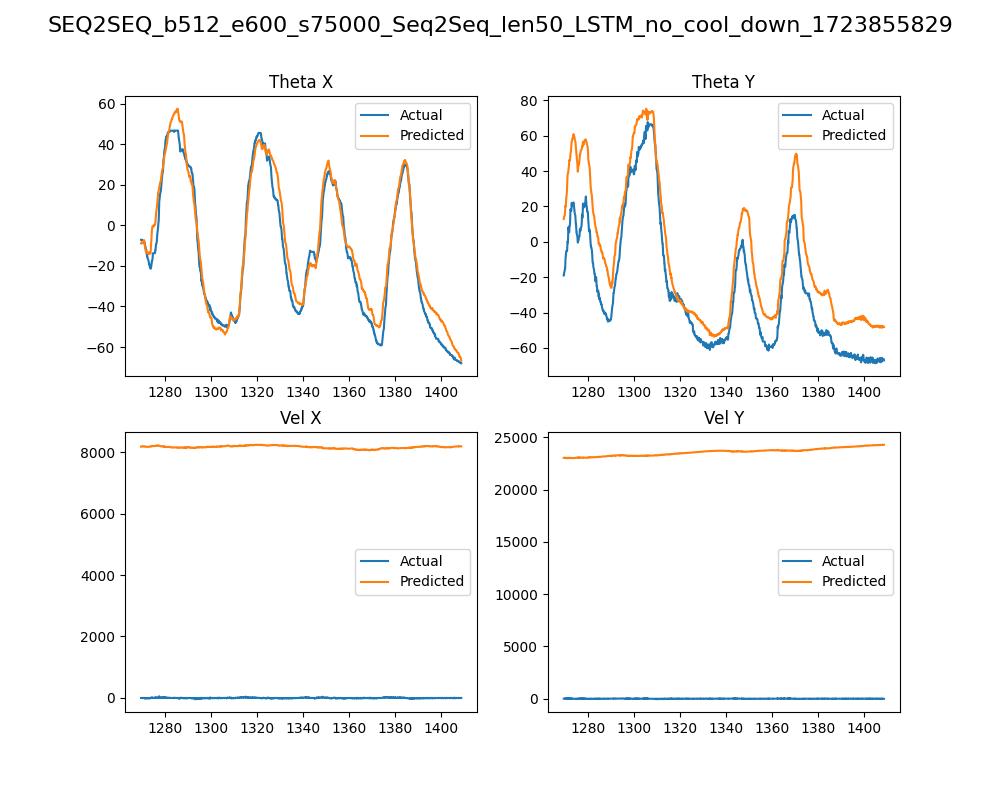 SEQ2SEQ_b512_e600_s75000_Seq2Seq_len50_LSTM_no_cool_down_1723855829
Theta X
60
40
20
0
−20
−40
−60
1280 1300 1320 1340 1360 1380 1400
Actual
Predicted
Theta Y
80
60
40
20
0
−20
−40
−60
1280 1300 1320 1340 1360 1380 1400
Actual
Predicted
Vel X
8000
6000
4000
2000
0
1280 1300 1320 1340 1360 1380 1400
Actual
Predicted
Vel Y
25000
20000
15000
10000
5000
0
1280 1300 1320 1340 1360 1380 1400
Actual
Predicted